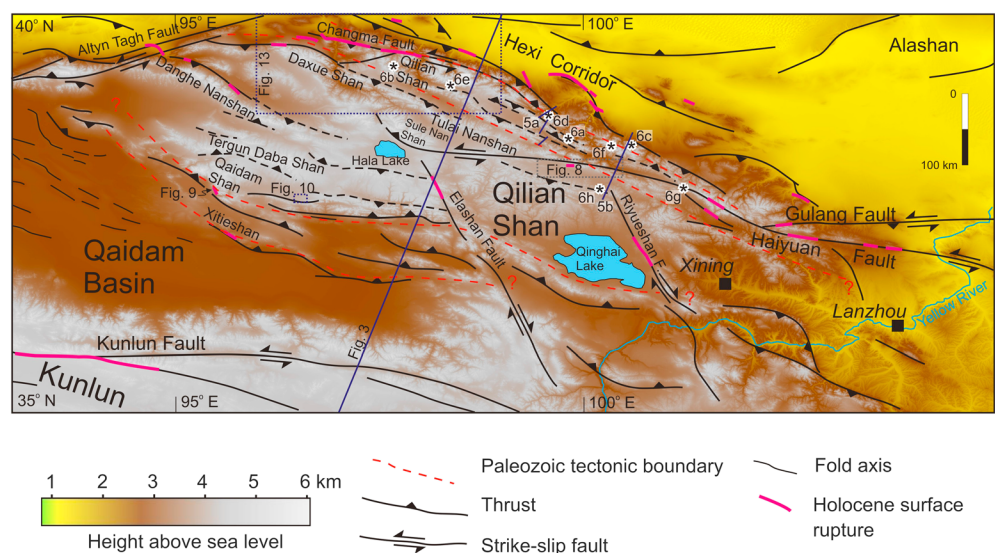 40° N
95° E
100° E
Altyn Tagh Fault
Changma Fault
Hexi Corridor
Alashan
Fig. 13
Daxue Shan
Qilian
Shan
6b
6e
Danghe Nanshan
?
5a
6d
6a
6f
6c
0
100 km
Tulai Nanshan
Sule Nan
Shan
Hala Lake
Tergun Daba Shan
Qaidam
Shan
Fig. 8
Fig. 9
Fig. 10
6h
5b
6g
Qilian
Shan
Xitieshan
Elashan Fault
Riyueshan F.
Gulang Fault
Haiyuan
Fault
Qaidam
Basin
Qinghai
Lake
Xining
?
?
?
Lanzhou
Yellow River
Kunlun Fault
Fig. 3
Kunlun
35° N
95° E
100° E
1 2 3 4 5 6 km
Height above sea level
Paleozoic tectonic boundary
Thrust
Strike-slip fault
Fold axis
Holocene surface
rupture